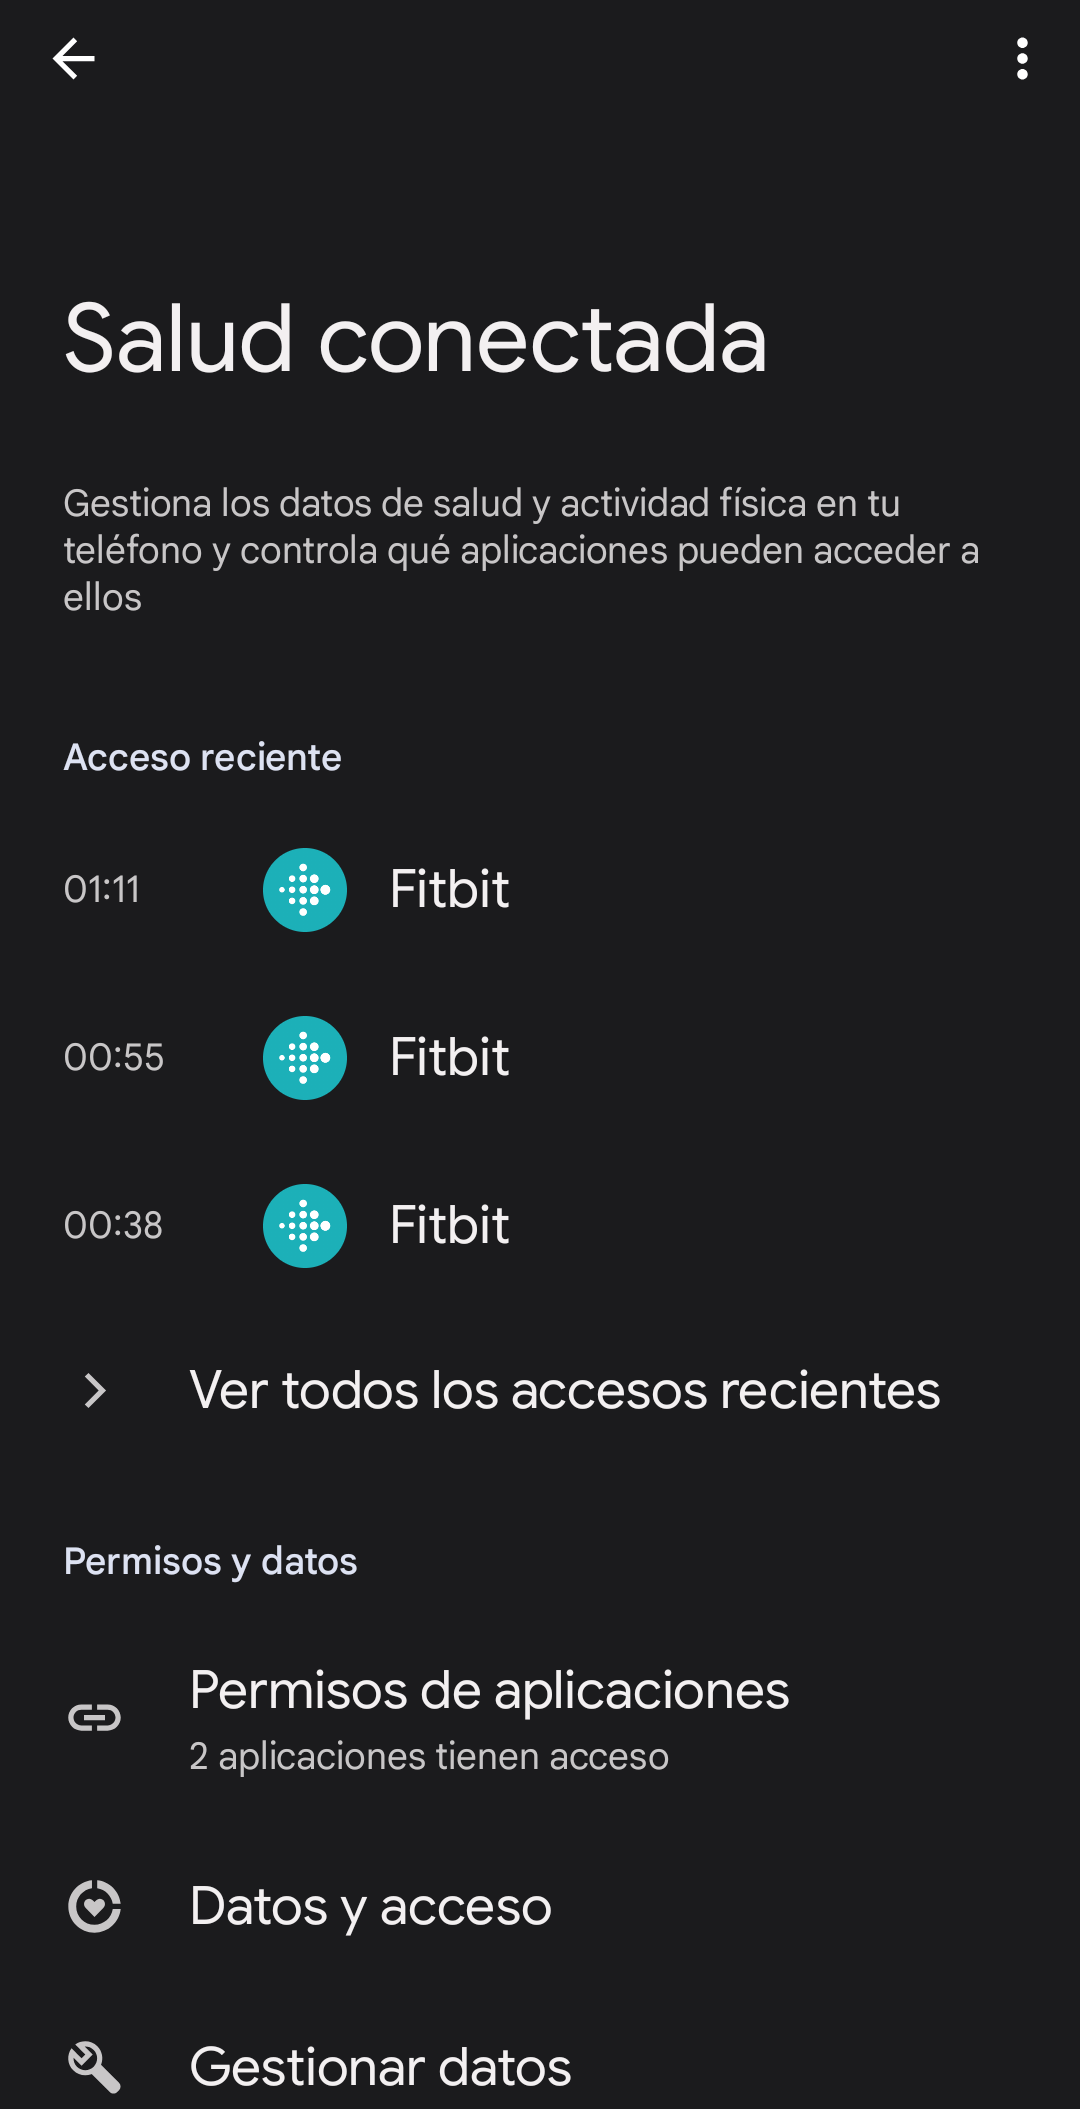 Salud conectada
Gestiona los datos de salud y actividad física en tu
teléfono y controla qué aplicaciones pueden acceder a
ellos
Acceso reciente
01:11 Fitbit
00:55 Fitbit
00:38 Fitbit
Ver todos los accesos recientes
Permisos y datos
Permisos de aplicaciones
2 aplicaciones tienen acceso
Datos y acceso
Gestionar datos